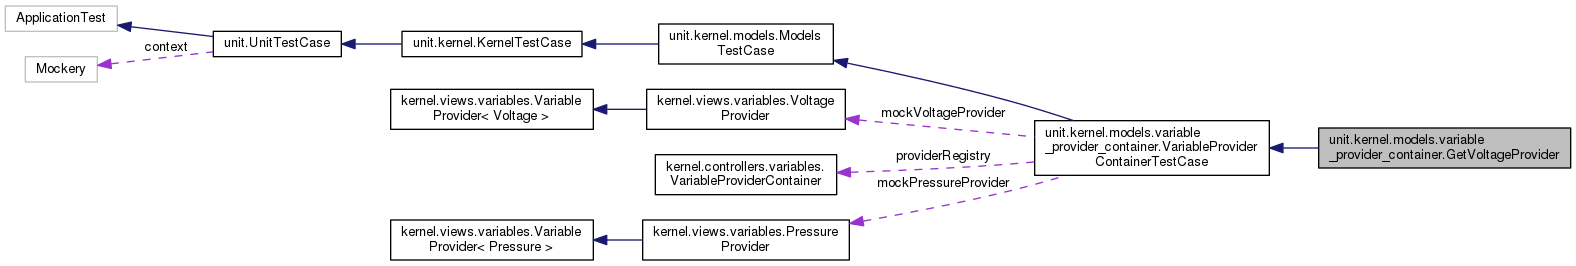 ApplicationTest
context
Mockery
unit.UnitTestCase
unit.kernel.KernelTestCase
unit.kernel.models.Models
TestCase
kernel.views.variables.Variable
Provider< Voltage >
kernel.views.variables.Voltage
Provider
mockVoltageProvider
kernel.controllers.variables.
VariableProviderContainer
providerRegistry
mockPressureProvider
kernel.views.variables.Variable
Provider< Pressure >
kernel.views.variables.Pressure
Provider
unit.kernel.models.variable
_provider_container.VariableProvider
ContainerTestCase
unit.kernel.models.variable
_provider_container.GetVoltageProvider